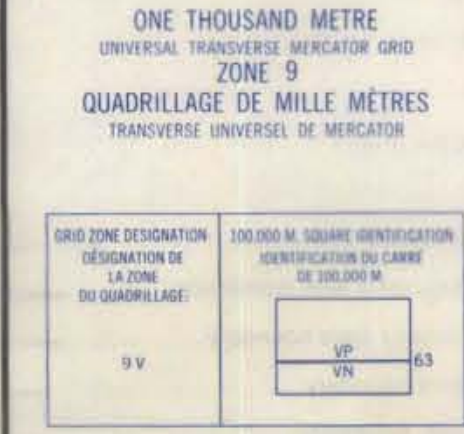 ONE THOUSAND METRE
UNIVERSAL TRANSVERSE MERCATOR GRID
ZONE 9
QUADRILLAGE DE MILLE MÈTRES
TRANSVERSE UNIVERSEL DE MERCATOR
GRID ZONE DESIGNATION
DÉSIGNATION DE
LA ZONE
DU QUADRILLAGE:
9 V
100,000 M. SQUARE IDENTIFICATION
IDENTIFICATION DU CARRÉ
DE 100,000 M
VP
63
VN